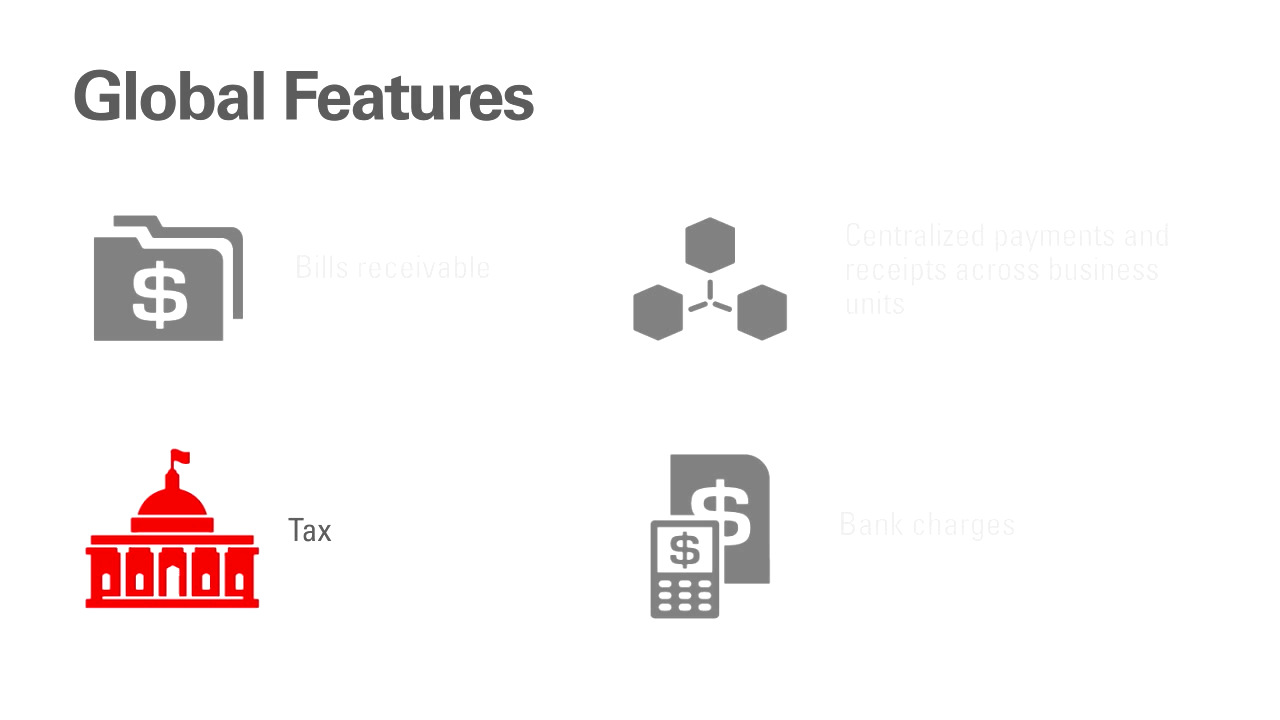 Global Features
Bills receivable
Centralized payments and
receipts across business
units
$
Tax
Bank charges
$
$